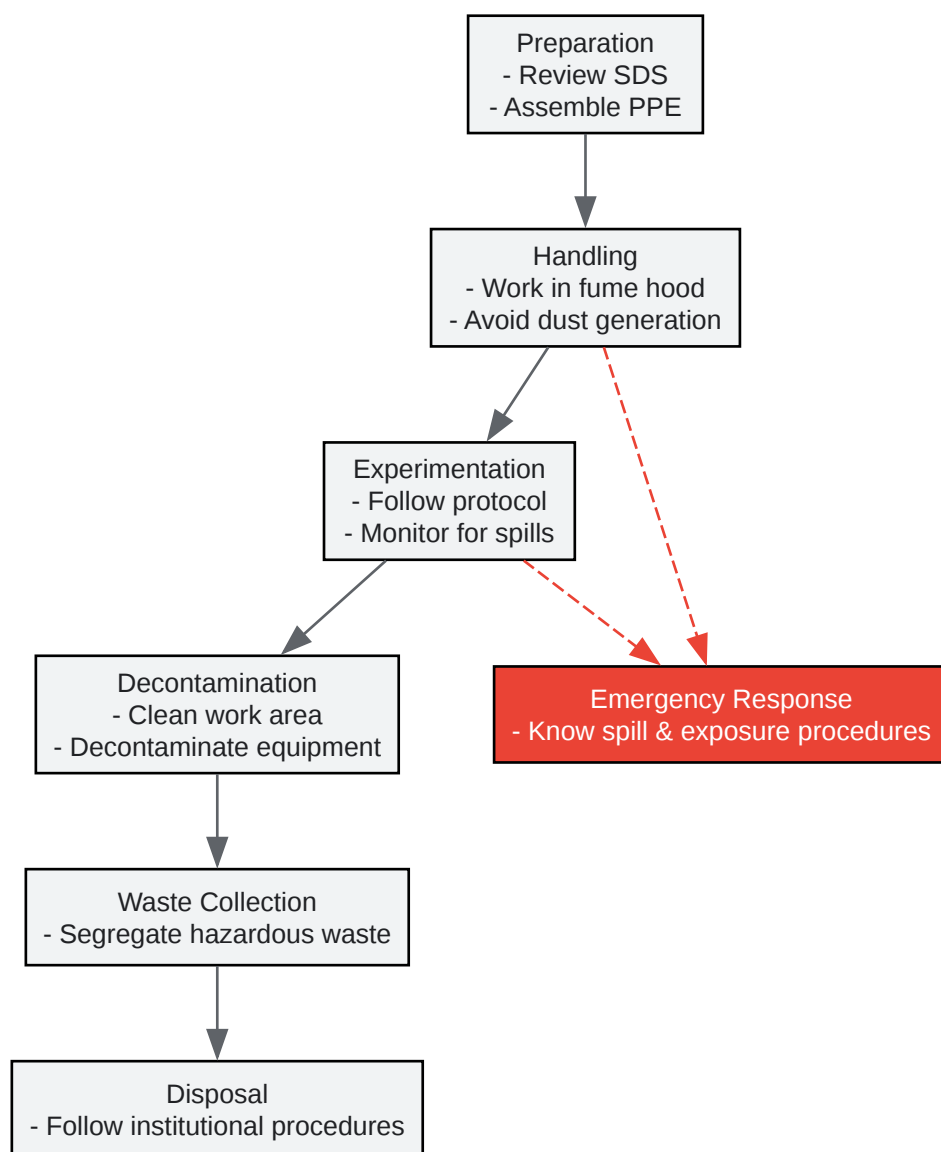 Preparation
- Review SDS
- Assemble PPE
Handling
- Work in fume hood
- Avoid dust generation
Experimentation
- Follow protocol
- Monitor for spills
Decontamination
- Clean work area
- Decontaminate equipment
Emergency Response
- Know spill & exposure procedures
Waste Collection
- Segregate hazardous waste
Disposal
- Follow institutional procedures